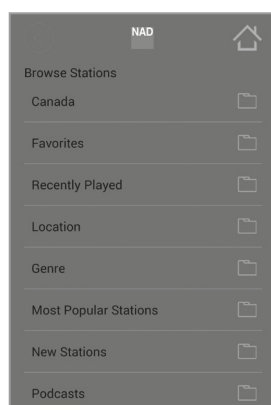 NAD
Browse Stations
Canada
Favorites
Recently Played
Location
Genre
Most Popular Stations
New Stations
Podcasts